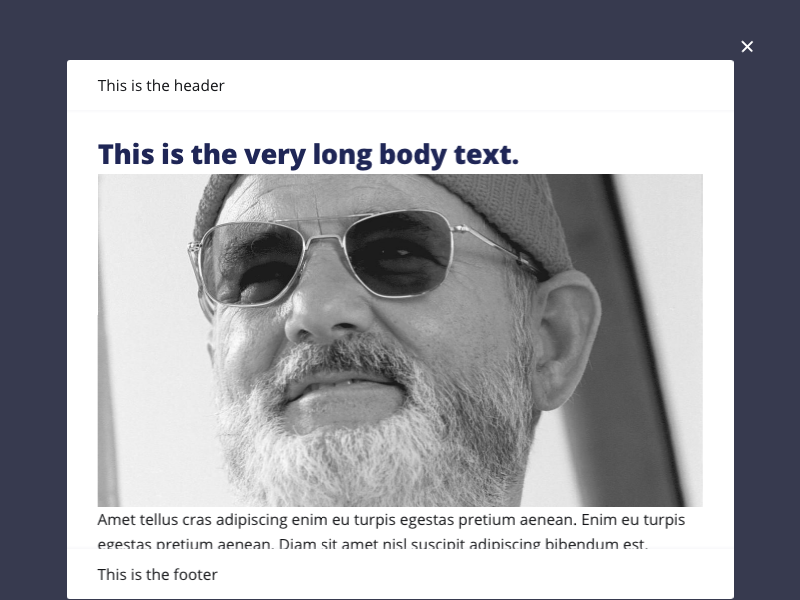 This is the header
This is the very long body text.
Amet tellus cras adipiscing enim eu turpis egestas pretium aenean. Enim eu turpis
egestas pretium aenean. Diam sit amet nisl suscipit adipiscing bibendum est.
This is the footer